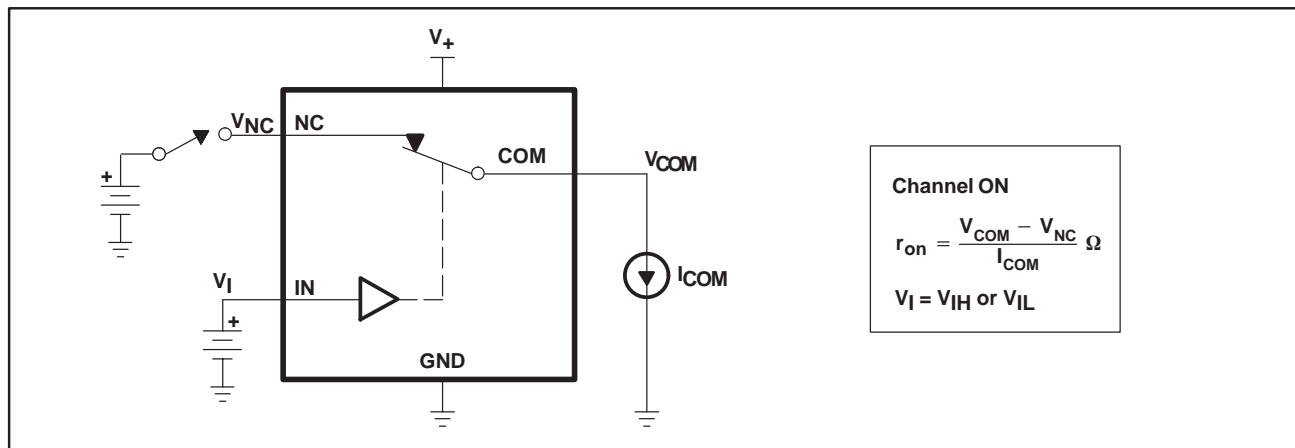 V+
VNC NC
COM
VCOM
+
VI
IN
+
ICOM
GND
Channel ON
ron = VCOM − VNC / ICOM Ω
VI = VIH or VIL